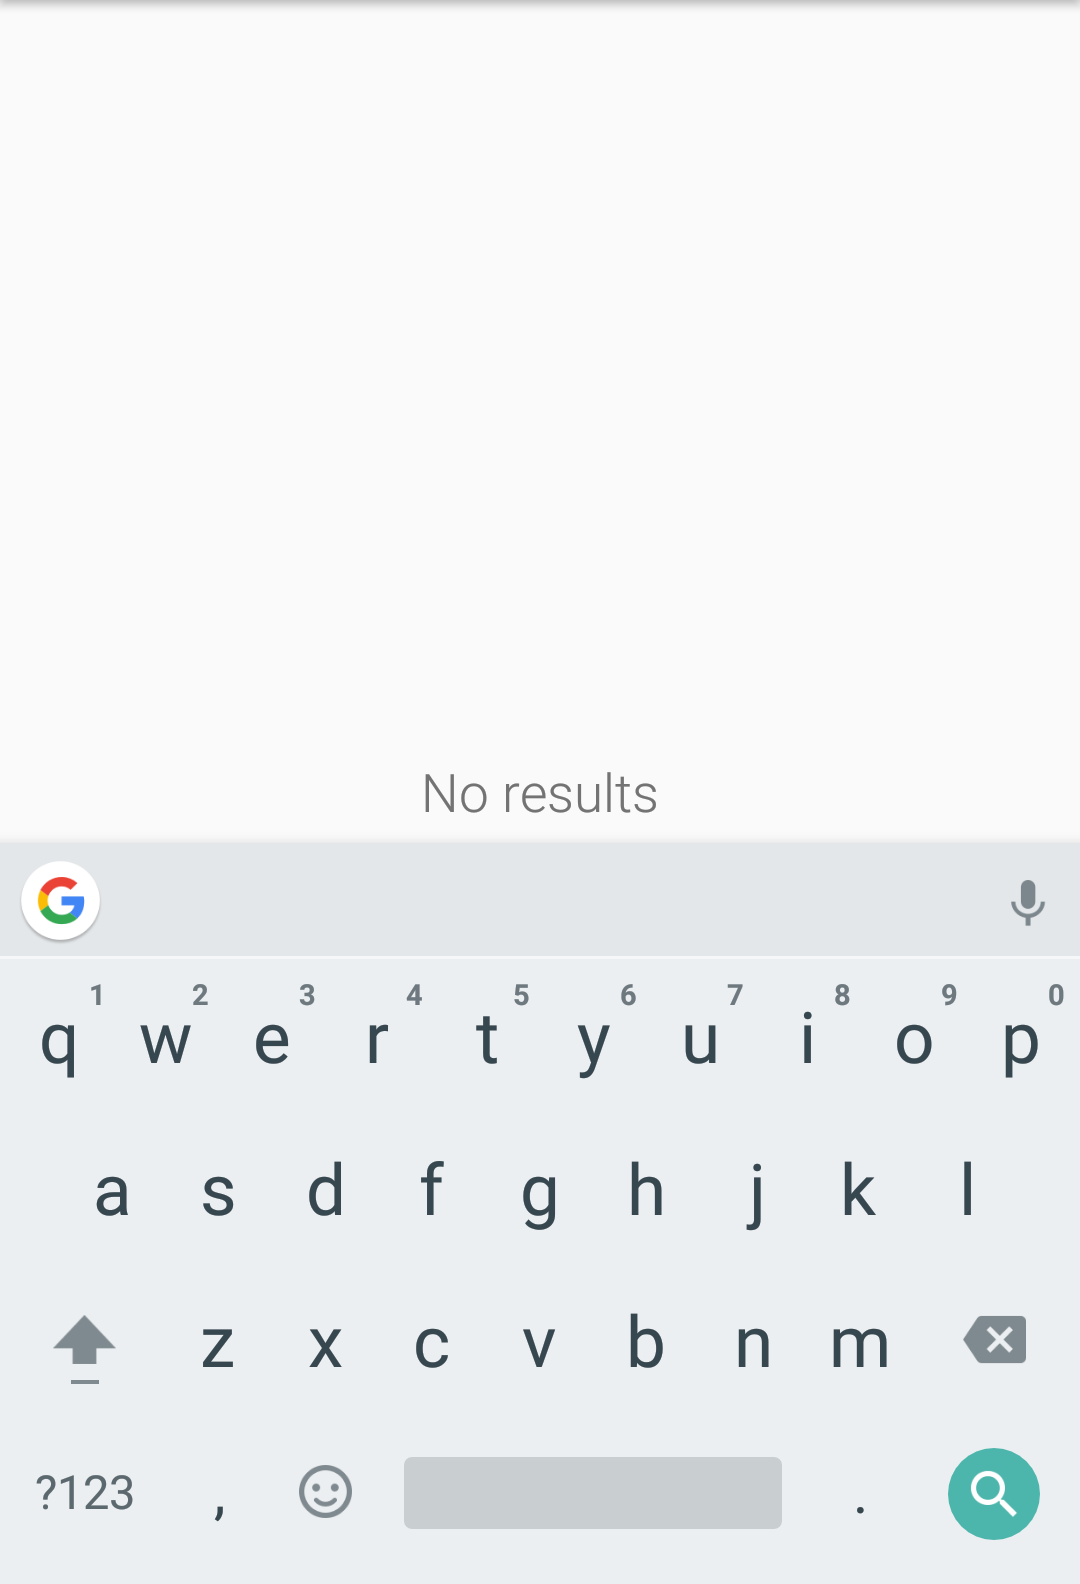 No results
G
1 2 3 4 5 6 7 8 9 0
q w e r t y u i o p
a s d f g h j k l
z x c v b n m
?123 , .